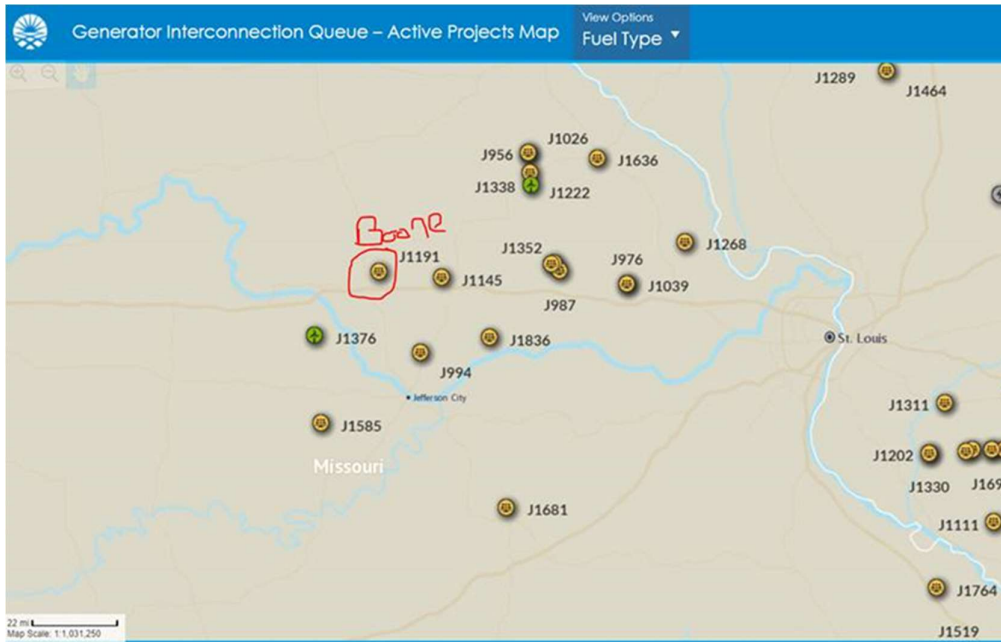 Generator Interconnection Queue – Active Projects Map
View Options
Fuel Type
J1289
J1464
J1026
J956
J1636
J1338
J1222
Boone
J1191
J1352
J1268
J976
J1145
J1039
J987
J1376
J1836
St. Louis
J994
Jefferson City
J1311
J1585
J1202
Missouri
J1330
J169
J1681
J1111
J1764
22 mi
Map Scale: 1:1,031,250
J1519